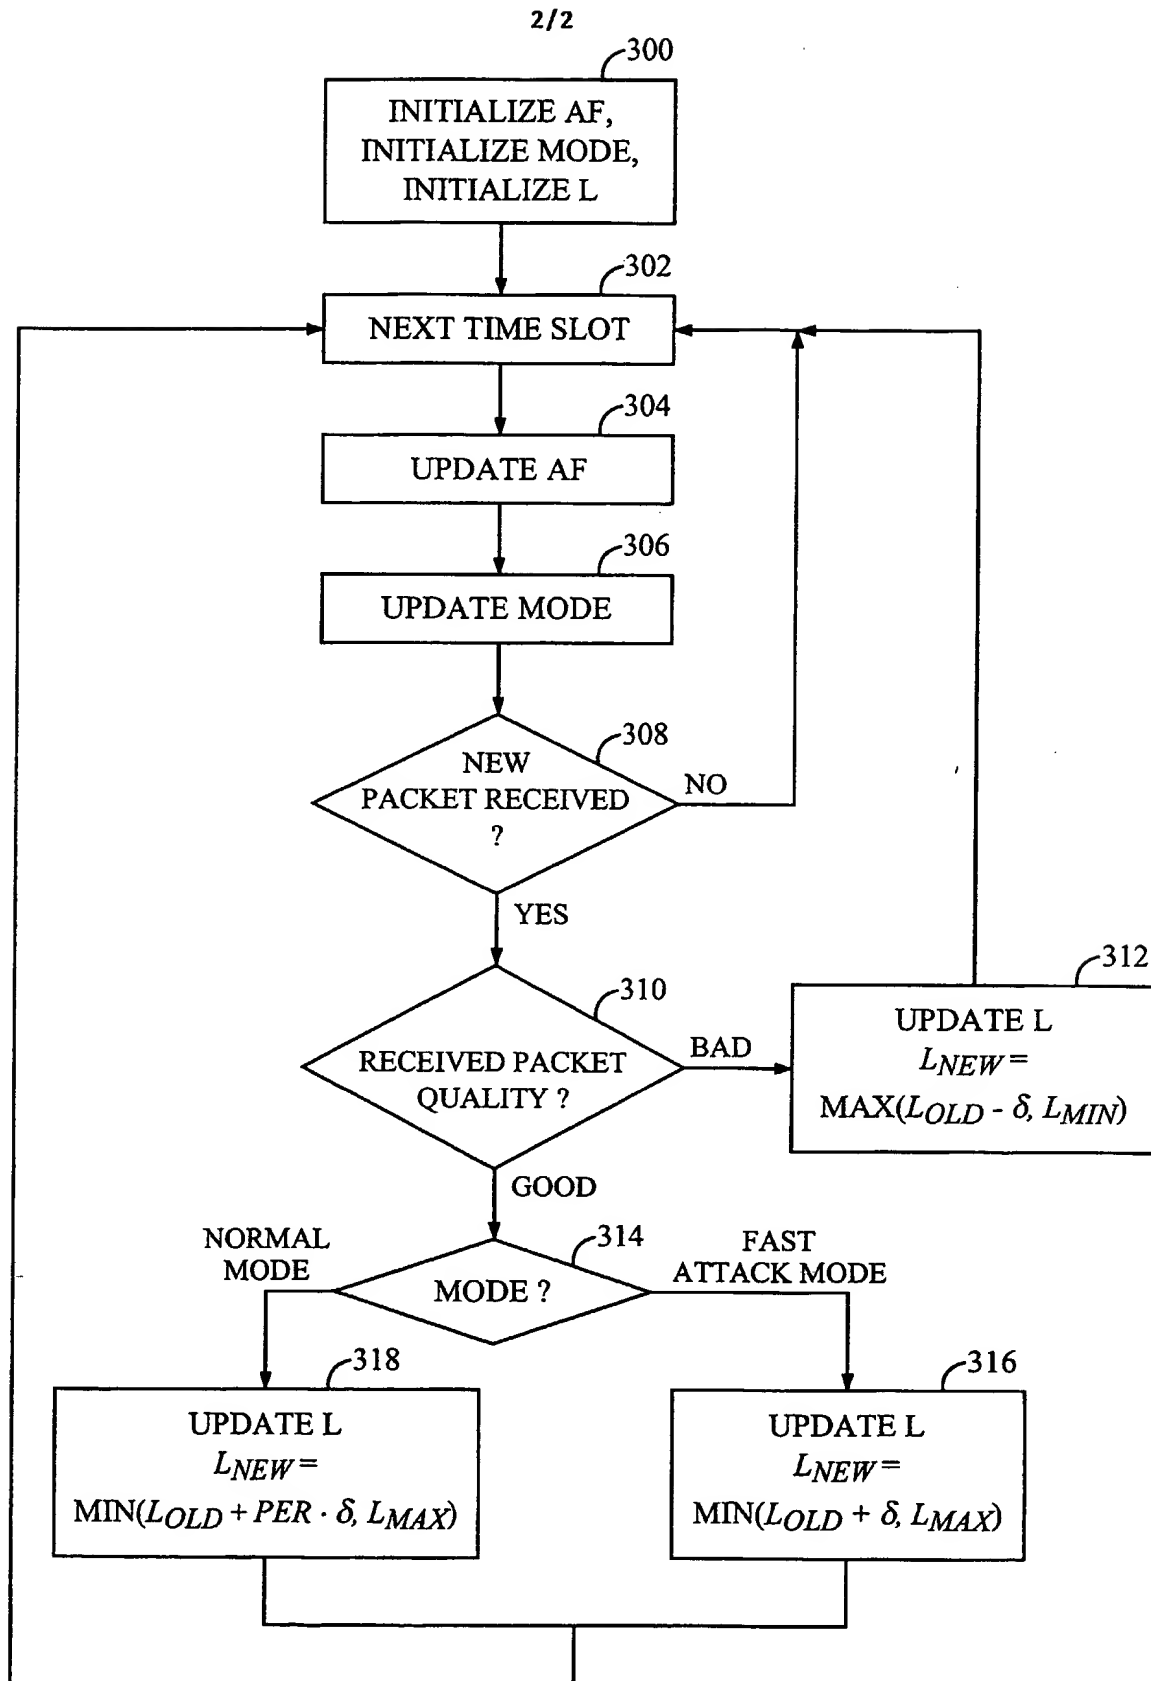 2/2
300
INITIALIZE AF,
INITIALIZE MODE,
INITIALIZE L
302
NEXT TIME SLOT
304
UPDATE AF
306
UPDATE MODE
308
NEW
PACKET RECEIVED
?
NO
YES
310
RECEIVED PACKET
QUALITY ?
BAD
312
UPDATE L
LNEW =
MAX(LOLD - δ, LMIN)
GOOD
314
MODE ?
NORMAL
MODE
FAST
ATTACK MODE
318
UPDATE L
LNEW =
MIN(LOLD + PER · δ, LMAX)
316
UPDATE L
LNEW =
MIN(LOLD + δ, LMAX)